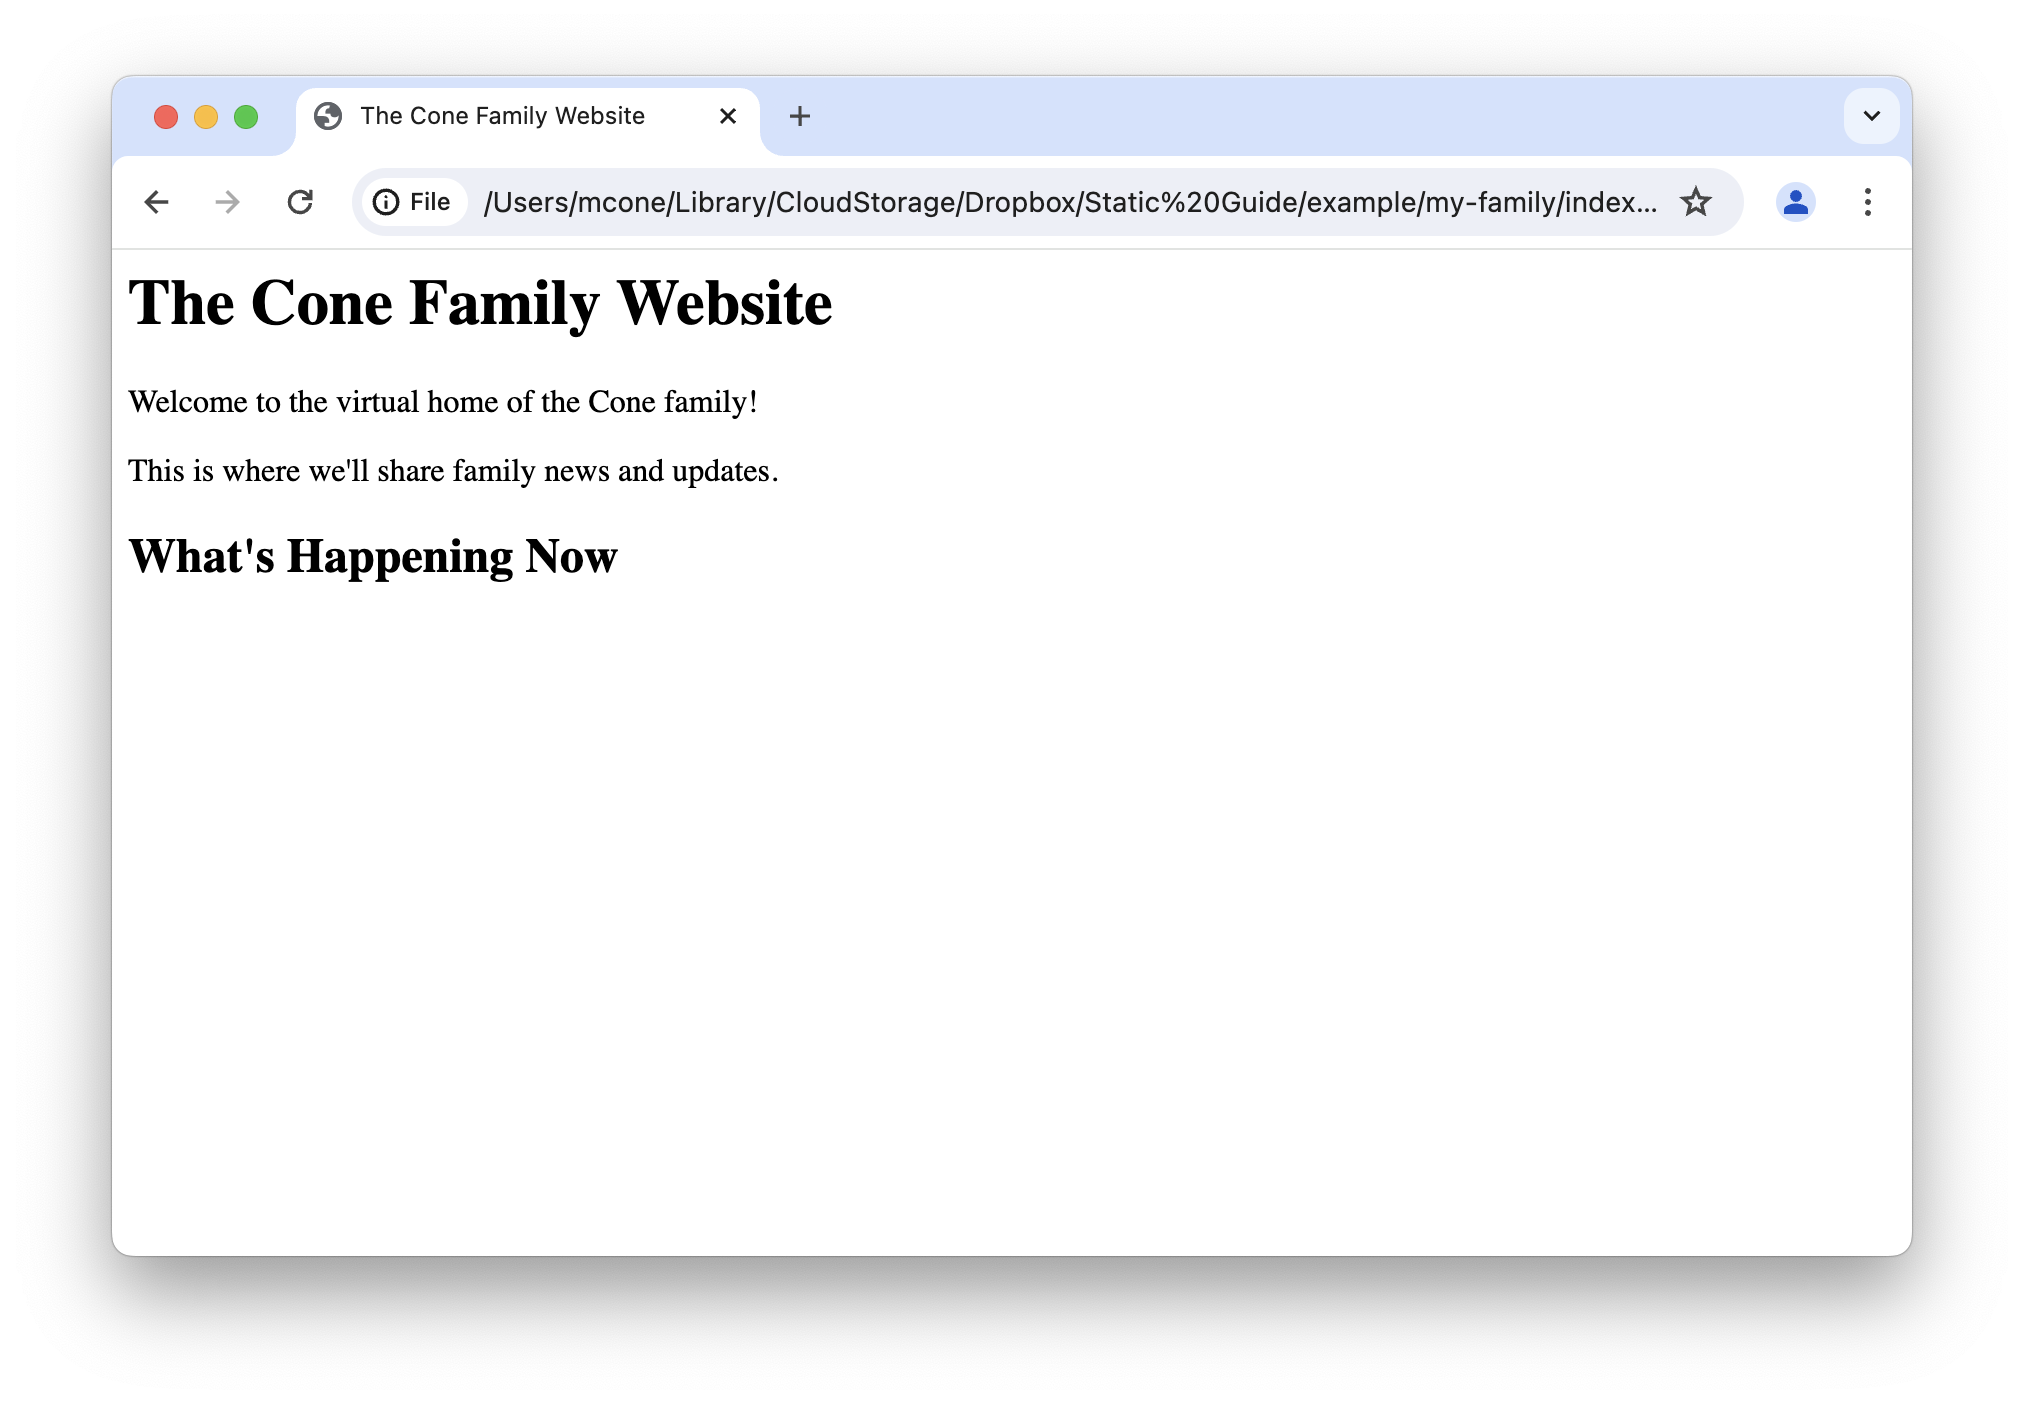 The Cone Family Website
File /Users/mcone/Library/CloudStorage/Dropbox/Static%20Guide/example/my-family/index...
The Cone Family Website
Welcome to the virtual home of the Cone family!
This is where we'll share family news and updates.
What's Happening Now